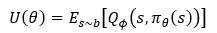 U(θ) = E_{s~b}[Q_ϕ(s, π_θ(s))]